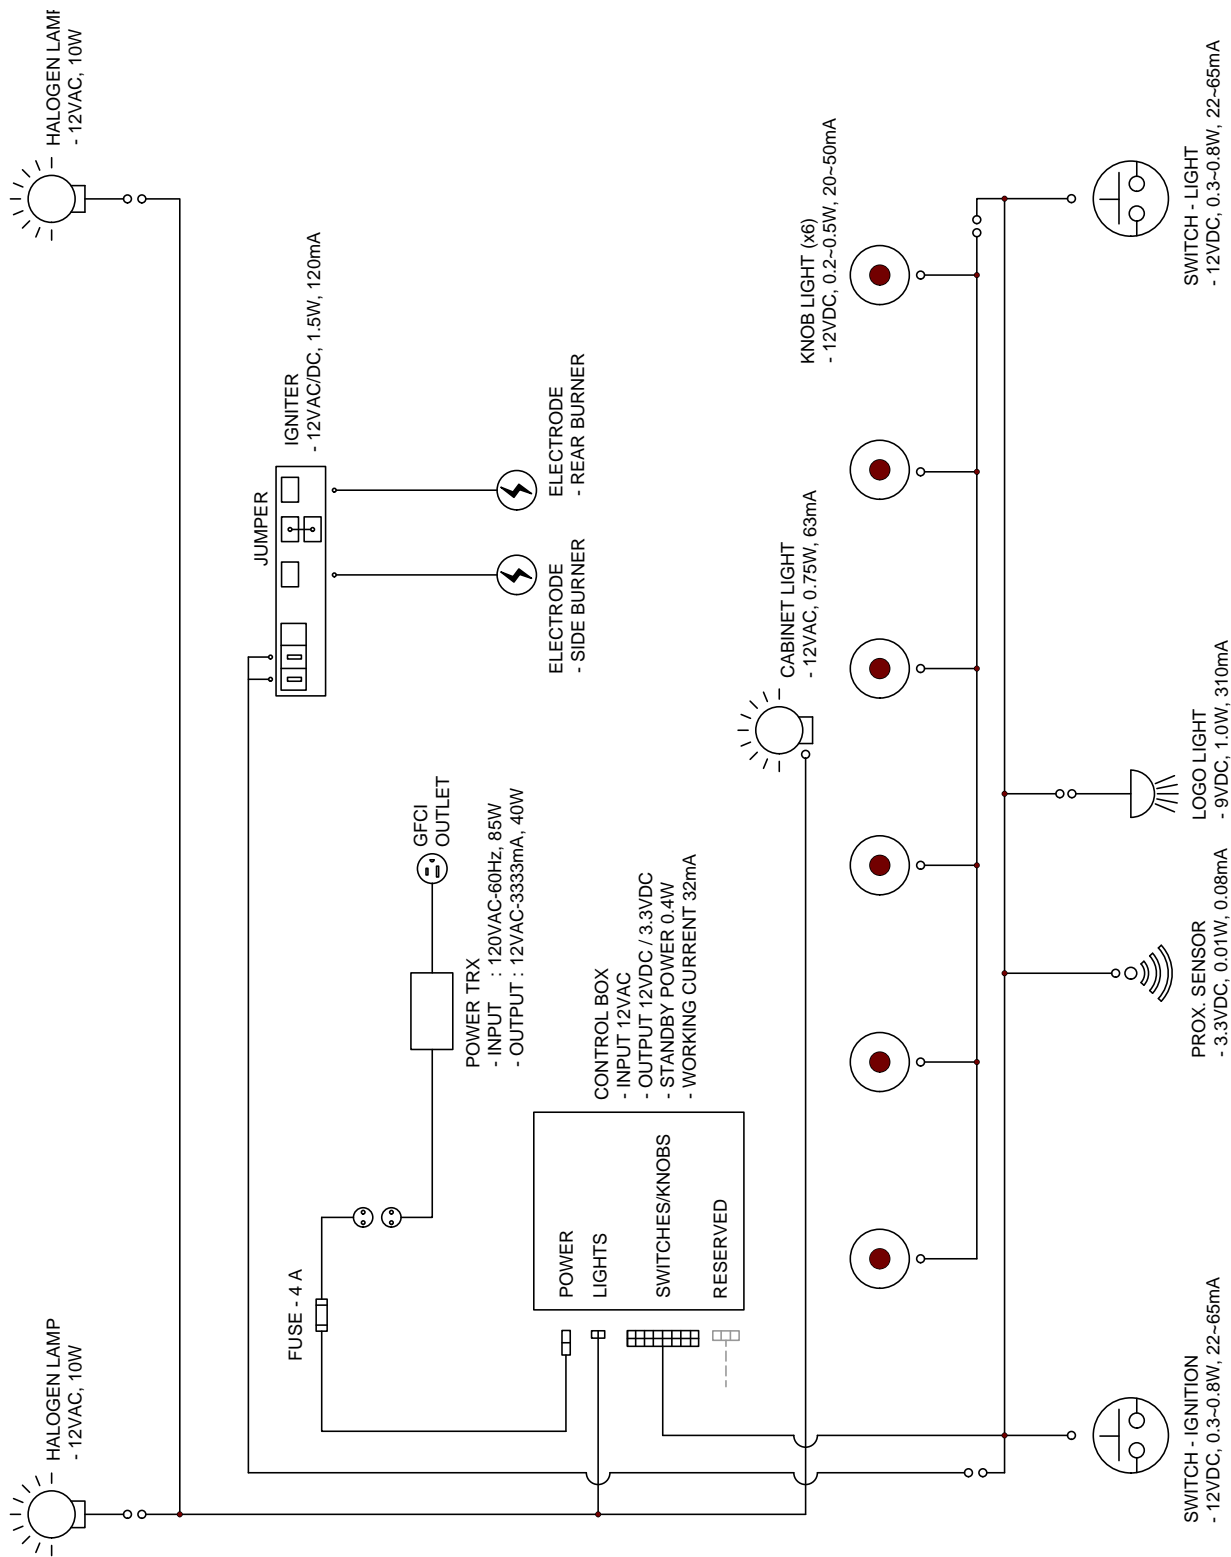 HALOGEN LAMP
- 12VAC, 10W
HALOGEN LAMP
- 12VAC, 10W
FUSE - 4 A
JUMPER
IGNITER
- 12VAC/DC, 1.5W, 120mA
GFCI
OUTLET
POWER TRX
- INPUT : 120VAC-60Hz, 85W
- OUTPUT : 12VAC-3333mA, 40W
ELECTRODE
- SIDE BURNER
ELECTRODE
- REAR BURNER
CONTROL BOX
- INPUT 12VAC
- OUTPUT 12VDC / 3.3VDC
- STANDBY POWER 0.4W
- WORKING CURRENT 32mA
POWER
LIGHTS
SWITCHES/KNOBS
RESERVED
CABINET LIGHT
- 12VAC, 0.75W, 63mA
KNOB LIGHT (x6)
- 12VDC, 0.2~0.5W, 20~50mA
SWITCH - IGNITION
- 12VDC, 0.3~0.8W, 22~65mA
PROX. SENSOR
- 3.3VDC, 0.01W, 0.08mA
LOGO LIGHT
- 9VDC, 1.0W, 310mA
SWITCH - LIGHT
- 12VDC, 0.3~0.8W, 22~65mA